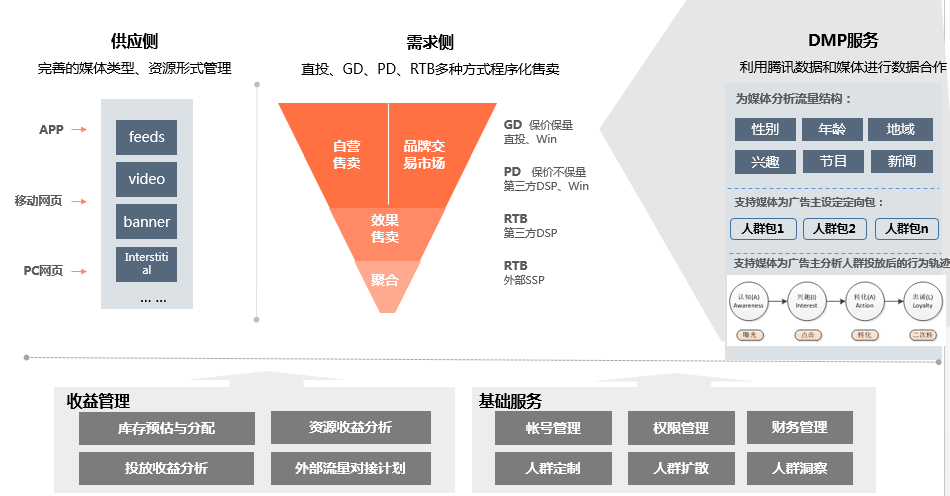 供应侧
完善的媒体类型、资源形式管理
APP
移动网页
PC网页
feeds
video
banner
Interstiti
al
... ...
需求侧
直投、GD、PD、RTB多种方式程序化售卖
自营
售卖
品牌交
易市场
效果
售卖
聚合
GD 保价保量
直投、Win
PD 保价不保量
第三方DSP、Win
RTB
第三方DSP
RTB
外部SSP
DMP服务
利用腾讯数据和媒体进行数据合作
为媒体分析流量结构：
性别
年龄
地域
兴趣
节目
新闻
支持媒体为广告主设定定向包：
人群包1
人群包2
人群包n
支持媒体为广告主分析人群投放后的行为轨迹
认知(A)
Awareness
兴趣(I)
Interest
转化(A)
Action
忠诚(L)
Loyalty
曝光
点击
转化
二次转
收益管理
库存预估与分配
资源收益分析
投放收益分析
外部流量对接计划
基础服务
帐号管理
权限管理
财务管理
人群定制
人群扩散
人群洞察